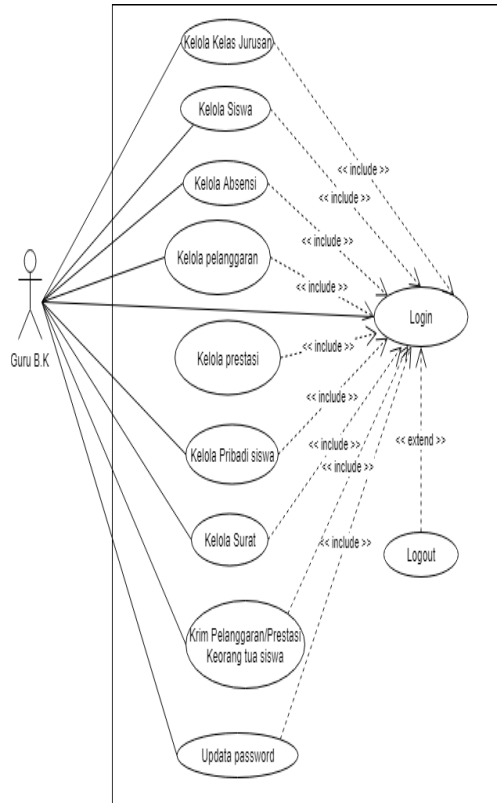 Kelola Kelas Jurusan
Kelola Siswa
<< include >>
<< include >>
Kelola Absensi
<< include >>
Kelola pelanggaran
<< include >>
Login
Guru B.K
Kelola prestasi
<< include >>
<< include >>
<< extend >>
Kelola Pribadi siswa
<< include >>
<< include >>
Kelola Surat
<< include >>
Logout
Krim Pelanggaran/Prestasi
Keorang tua siswa
Updata password